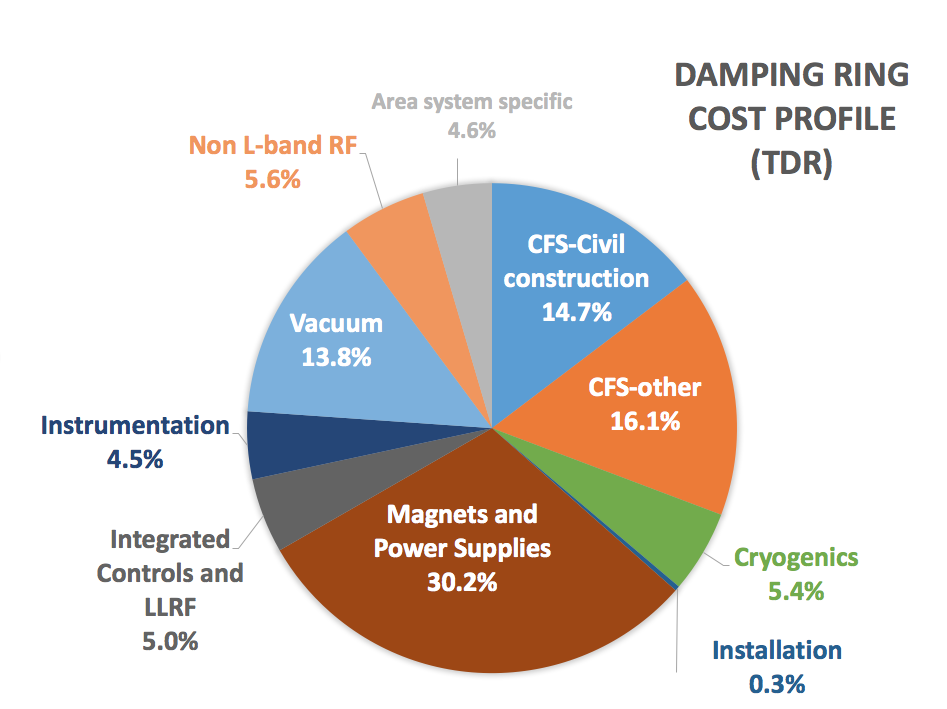 DAMPING RING
COST PROFILE
(TDR)
Area system specific
4.6%
Non L-band RF
5.6%
CFS-Civil
construction
14.7%
Vacuum
13.8%
CFS-other
16.1%
Instrumentation
4.5%
Magnets and
Power Supplies
30.2%
Integrated
Controls and
LLRF
5.0%
Cryogenics
5.4%
Installation
0.3%